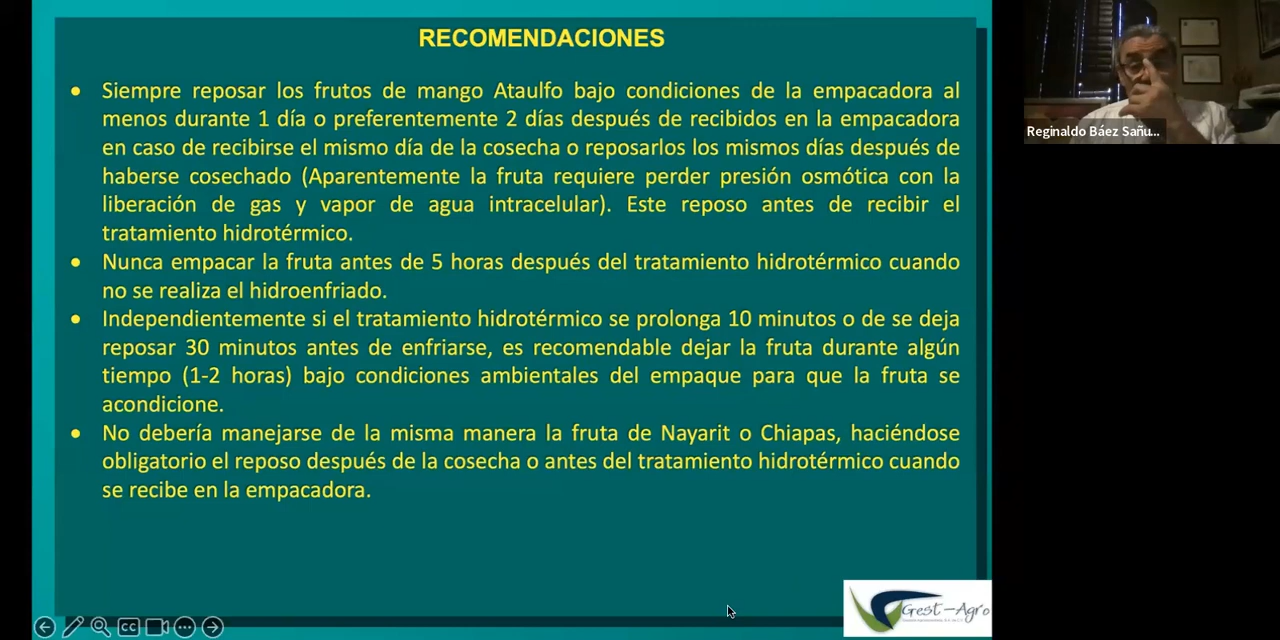 RECOMENDACIONES
• Siempre reposar los frutos de mango Ataulfo bajo condiciones de la empacadora al
menos durante 1 día o preferentemente 2 días después de recibidos en la empacadora
en caso de recibirse el mismo día de la cosecha o reposarlos los mismos días después de
haberse cosechado (Aparentemente la fruta requiere perder presión osmótica con la
liberación de gas y vapor de agua intracelular). Este reposo antes de recibir el
tratamiento hidrotérmico.
• Nunca empacar la fruta antes de 5 horas después del tratamiento hidrotérmico cuando
no se realiza el hidroenfriado.
• Independientemente si el tratamiento hidrotérmico se prolonga 10 minutos o de se deja
reposar 30 minutos antes de enfriarse, es recomendable dejar la fruta durante algún
tiempo (1-2 horas) bajo condiciones ambientales del empaque para que la fruta se
acondicione.
• No debería manejarse de la misma manera la fruta de Nayarit o Chiapas, haciéndose
obligatorio el reposo después de la cosecha o antes del tratamiento hidrotérmico cuando
se recibe en la empacadora.
Grest-Agro
CC
Reginaldo Báez Sañu...